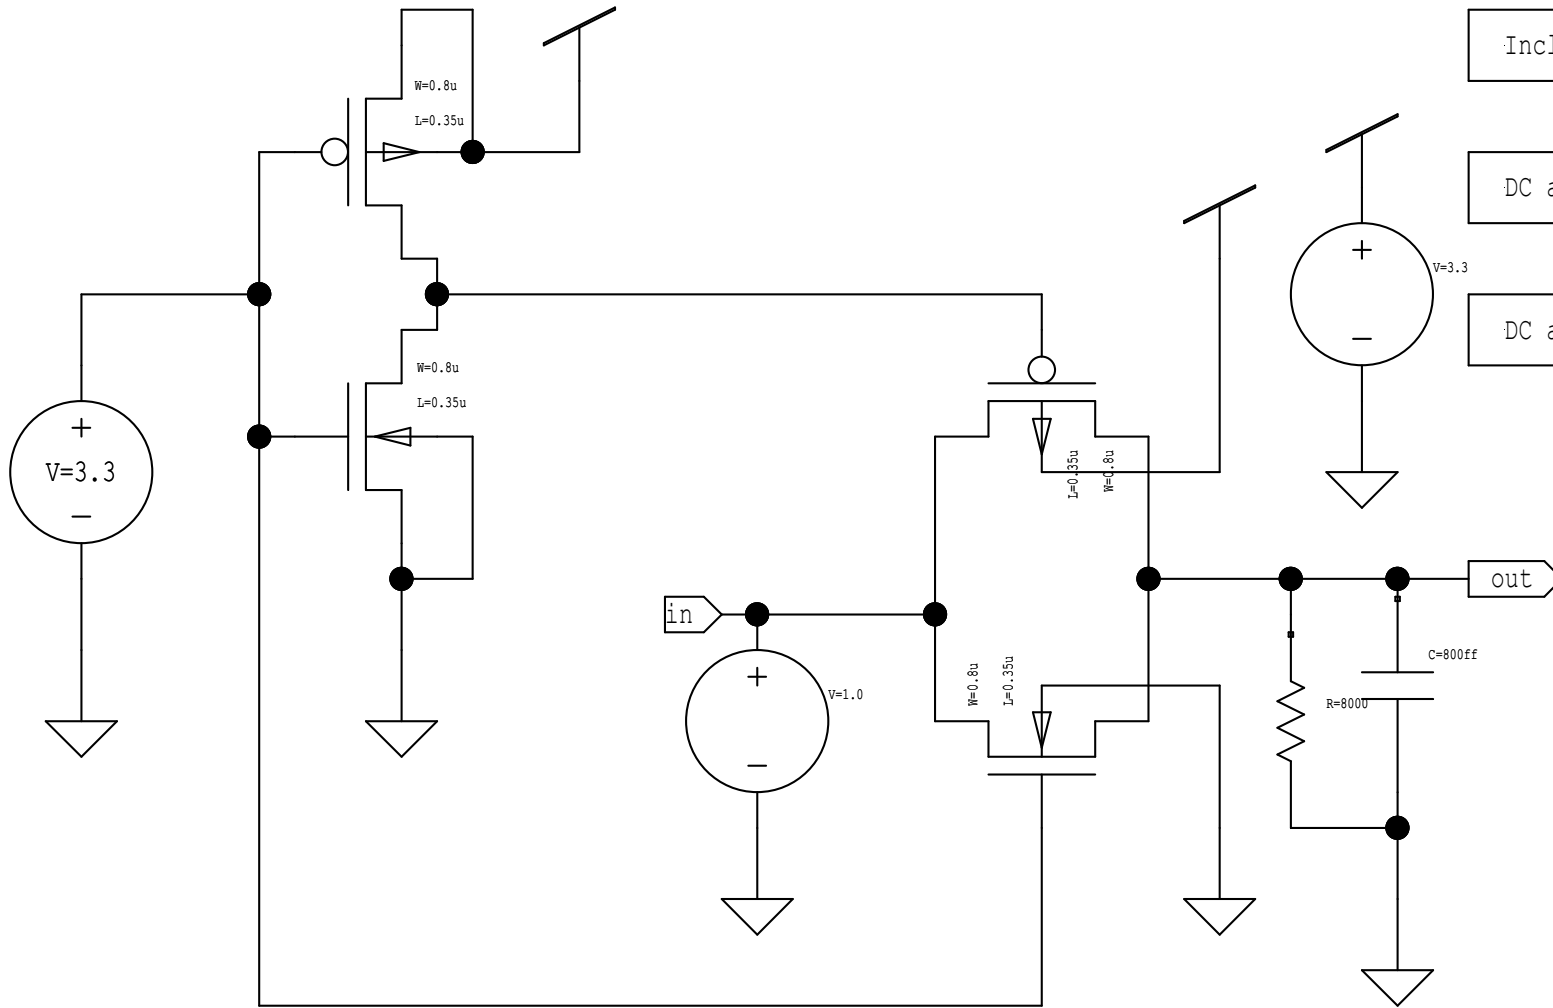 W=0.8u
L=0.35u
Incl
DC a
V=3.3
DC a
W=0.8u
L=0.35u
+
V=3.3
−
+
−
L=0.35u
W=0.8u
out
in
W=0.8u
L=0.35u
+
V=1.0
−
C=800ff
R=8000